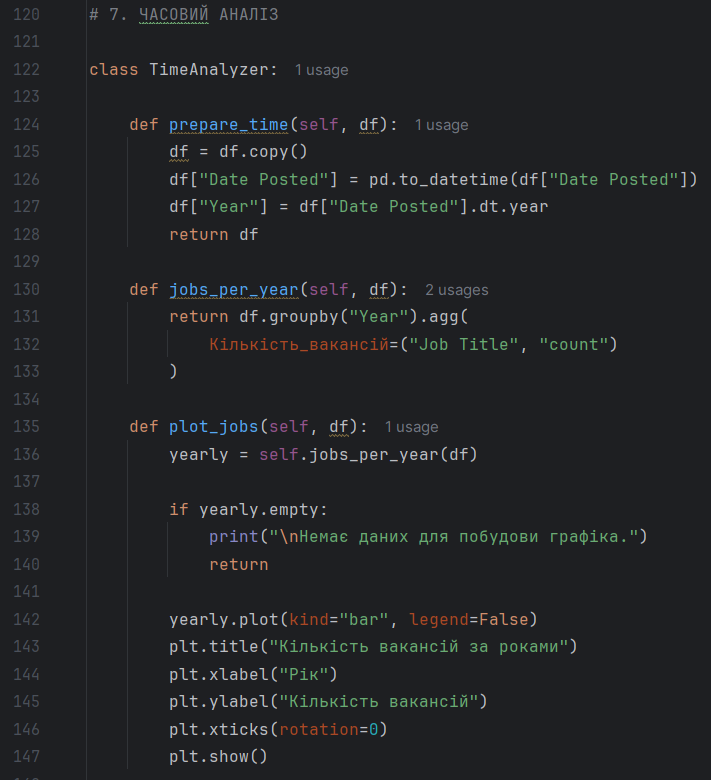 120 # 7. ЧАСОВИЙ АНАЛІЗ
121
122 class TimeAnalyzer: 1 usage
123
124 def prepare_time(self, df): 1 usage
125 df = df.copy()
126 df["Date Posted"] = pd.to_datetime(df["Date Posted"])
127 df["Year"] = df["Date Posted"].dt.year
128 return df
129
130 def jobs_per_year(self, df): 2 usages
131 return df.groupby("Year").agg(
132 Кількість_вакансій=("Job Title", "count")
133 )
134
135 def plot_jobs(self, df): 1 usage
136 yearly = self.jobs_per_year(df)
137
138 if yearly.empty:
139 print("\nНемає даних для побудови графіка.")
140 return
141
142 yearly.plot(kind="bar", legend=False)
143 plt.title("Кількість вакансій за роками")
144 plt.xlabel("Рік")
145 plt.ylabel("Кількість вакансій")
146 plt.xticks(rotation=0)
147 plt.show()